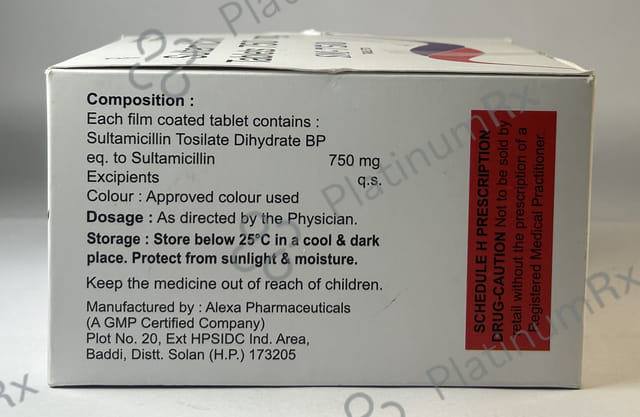 Composition :
Each film coated tablet contains :
Sultamicillin Tosilate Dihydrate BP
eq. to Sultamicillin 750 mg
Excipients q.s.
Colour : Approved colour used
Dosage : As directed by the Physician.
Storage : Store below 25°C in a cool & dark
place. Protect from sunlight & moisture.
Keep the medicine out of reach of children.
Manufactured by : Alexa Pharmaceuticals
(A GMP Certified Company)
Plot No. 20, Ext HPSIDC Ind. Area,
Baddi, Distt. Solan (H.P.) 173205
SCHEDULE H PRESCRIPTION
DRUG-CAUTION Not to be sold by
retail without the prescription of a
Registered Medical Practitioner.
PlatinumRx
PlatinumRx
PlatinumRx